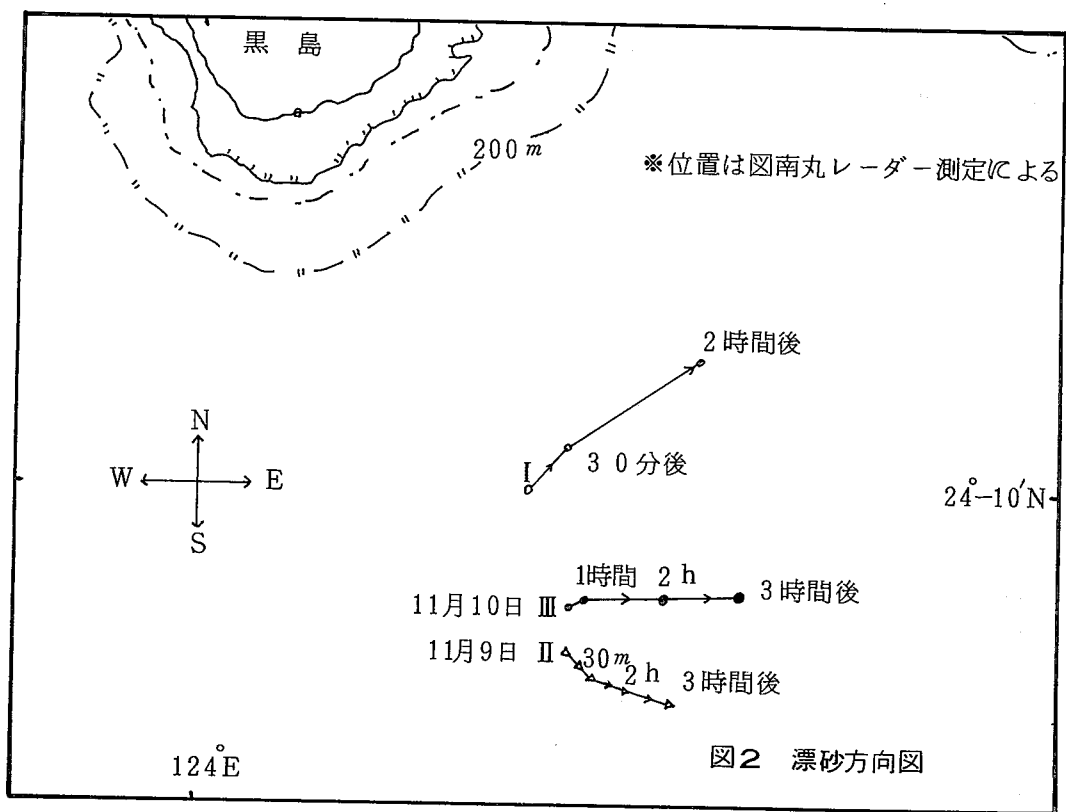 黒島
200m
※位置は図南丸レーダー測定による
2時間後
30分後
I
N
W E
S
24°-10′N
1時間 2h 3時間後
11月10日 III
11月9日 II 30m 2h 3時間後
124°E
図2 漂砂方向図